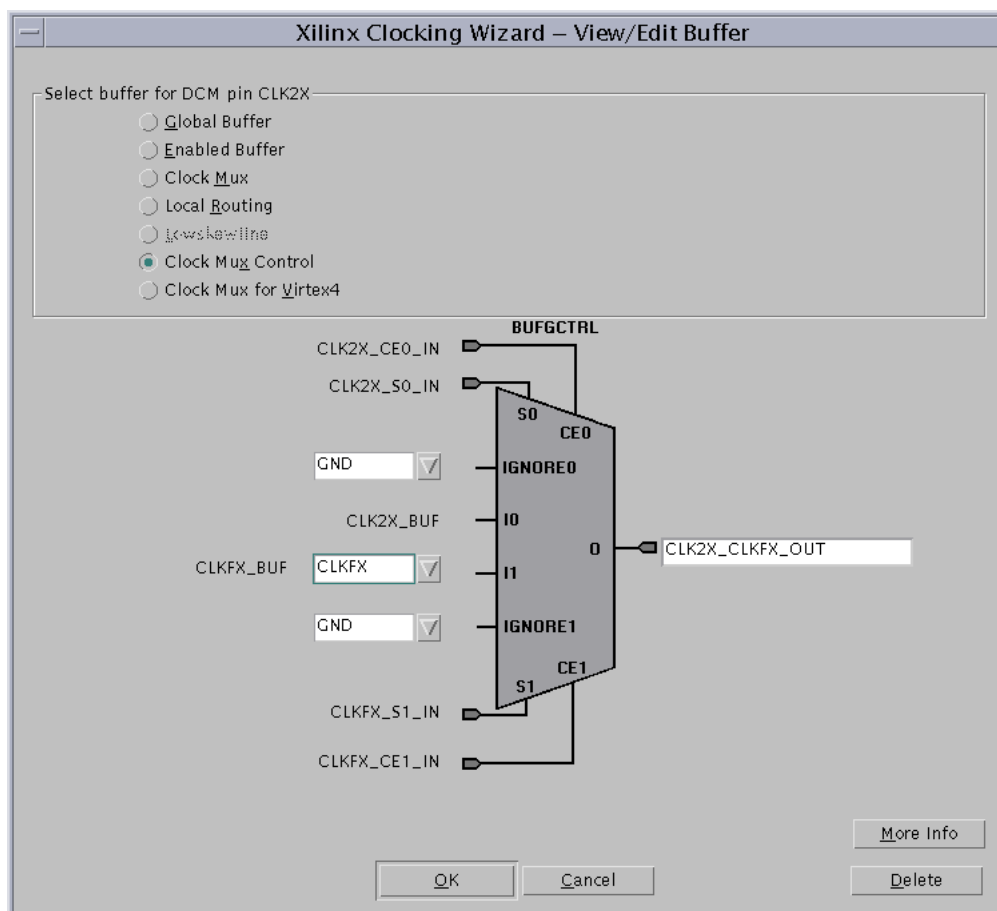 Xilinx Clocking Wizard – View/Edit Buffer
Select buffer for DCM pin CLK2X
Global Buffer
Enabled Buffer
Clock Mux
Local Routing
Lowskewline
Clock Mux Control
Clock Mux for Virtex4
BUFGCTRL
CLK2X_CE0_IN
CLK2X_S0_IN
S0
CE0
GND
IGNORE0
CLK2X_BUF
I0
O
CLK2X_CLKFX_OUT
CLKFX_BUF
CLKFX
I1
GND
IGNORE1
CE1
S1
CLKFX_S1_IN
CLKFX_CE1_IN
More Info
OK
Cancel
Delete